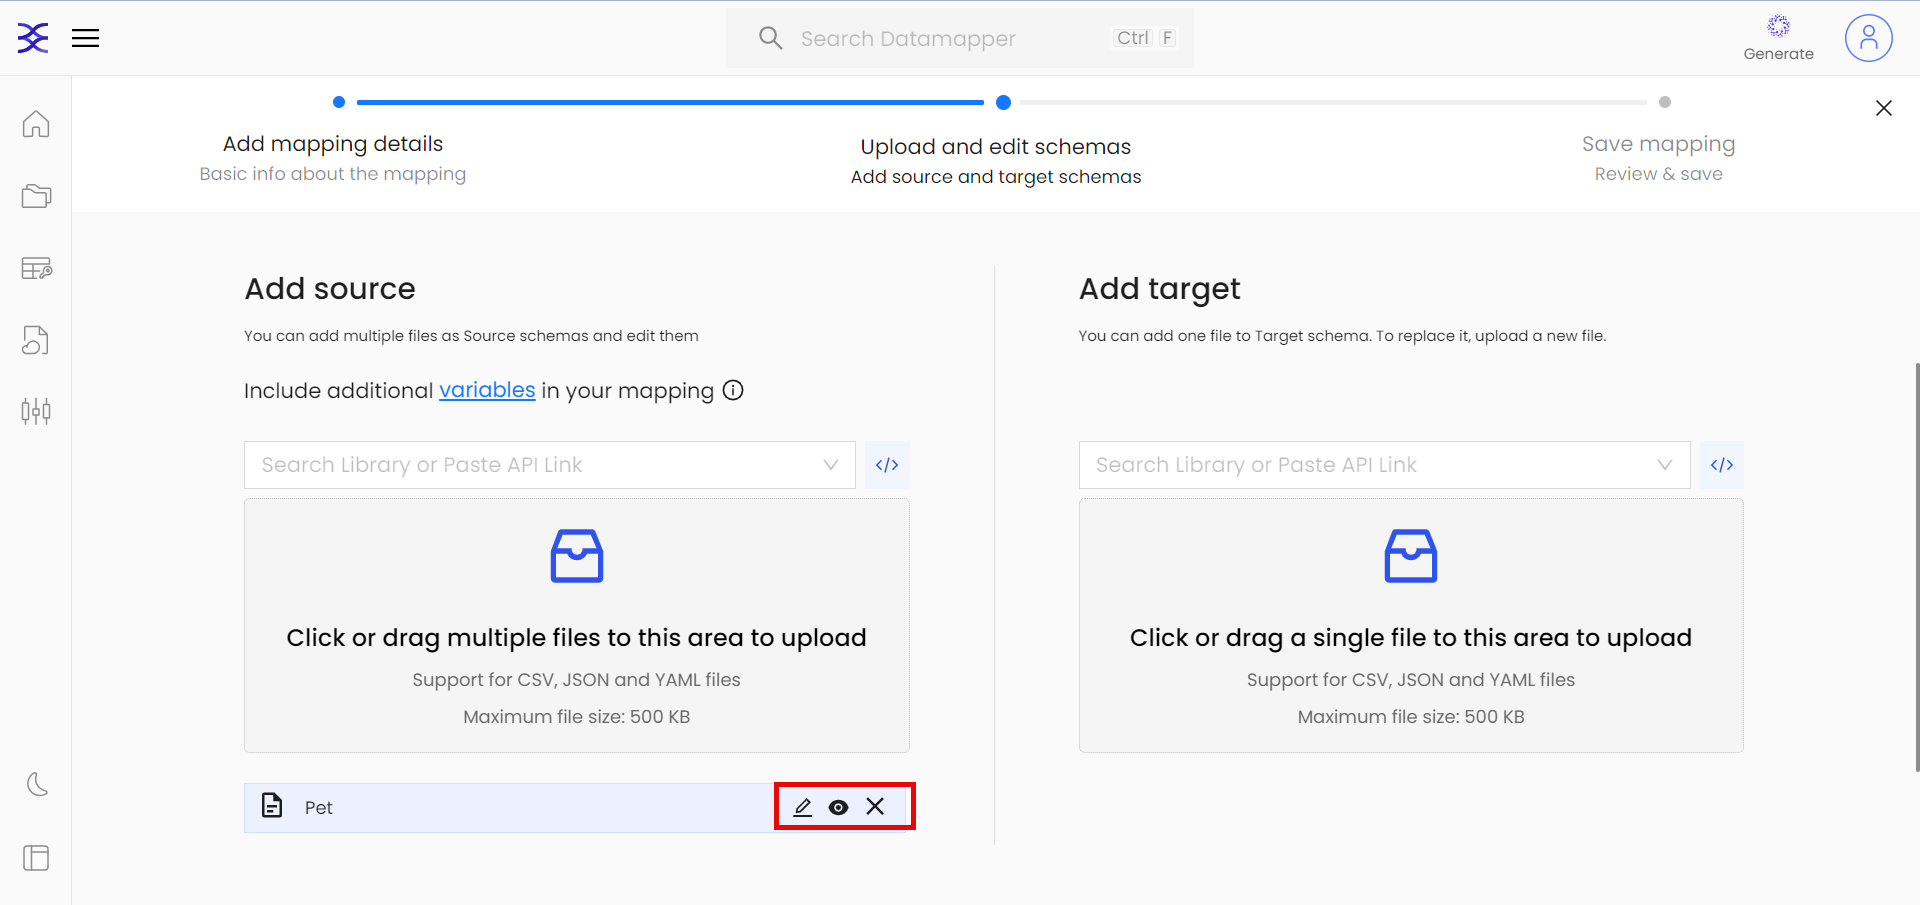 Search Datamapper
Ctrl F
Generate
Add mapping details
Basic info about the mapping
Upload and edit schemas
Add source and target schemas
Save mapping
Review & save
Add source
You can add multiple files as Source schemas and edit them
Include additional variables in your mapping
Search Library or Paste API Link
</>
Click or drag multiple files to this area to upload
Support for CSV, JSON and YAML files
Maximum file size: 500 KB
Pet
Add target
You can add one file to Target schema. To replace it, upload a new file.
Search Library or Paste API Link
</>
Click or drag a single file to this area to upload
Support for CSV, JSON and YAML files
Maximum file size: 500 KB